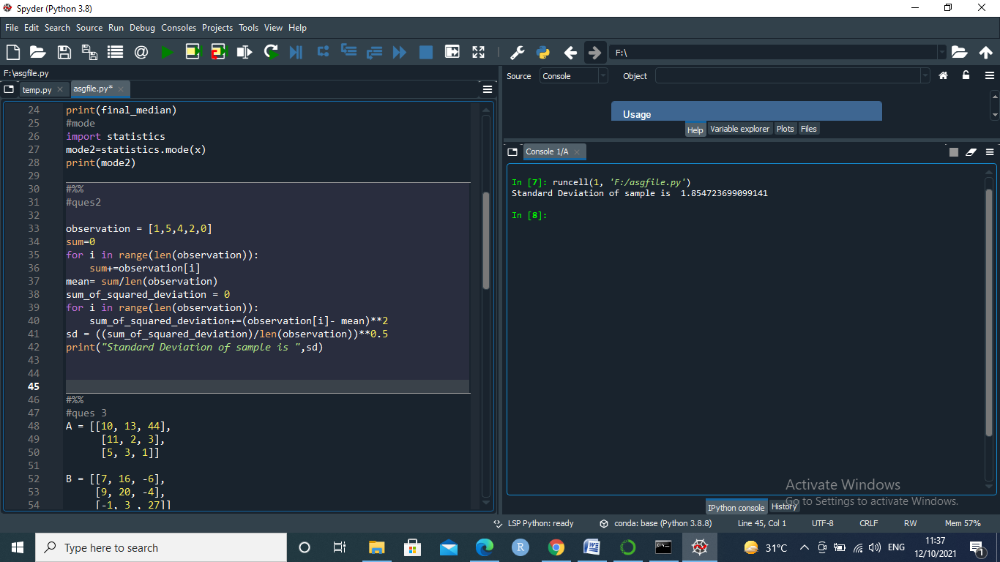 Spyder (Python 3.8)
File Edit Search Source Run Debug Consoles Projects Tools View Help
F:\
F:\asgfile.py
temp.py
asgfile.py*
24 print(final_median)
25 #mode
26 import statistics
27 mode2=statistics.mode(x)
28 print(mode2)
29
30 #%%
31 #ques2
32
33 observation = [1,5,4,2,0]
34 sum=0
35 for i in range(len(observation)):
36     sum+=observation[i]
37 mean= sum/len(observation)
38 sum_of_squared_deviation = 0
39 for i in range(len(observation)):
40     sum_of_squared_deviation+=(observation[i]- mean)**2
41 sd = ((sum_of_squared_deviation)/len(observation))**0.5
42 print("Standard Deviation of sample is ",sd)
43
44
45
46 #%%
47 #ques 3
48 A = [[10, 13, 44],
49       [11, 2, 3],
50       [5, 3, 1]]
51
52 B = [[7, 16, -6],
53      [9, 20, -4],
54      [-1, 3 , 27]]
Source Console Object
Usage
Help Variable explorer Plots Files
Console 1/A
In [7]: runcell(1, 'F:/asgfile.py')
Standard Deviation of sample is  1.854723699099141
In [8]:
Activate Windows
Go to Settings to activate Windows.
IPython console History
LSP Python: ready conda: base (Python 3.8.8) Line 45, Col 1 UTF-8 CRLF RW Mem 57%
Type here to search
R
W
31°C
ENG
11:37
12/10/2021
1